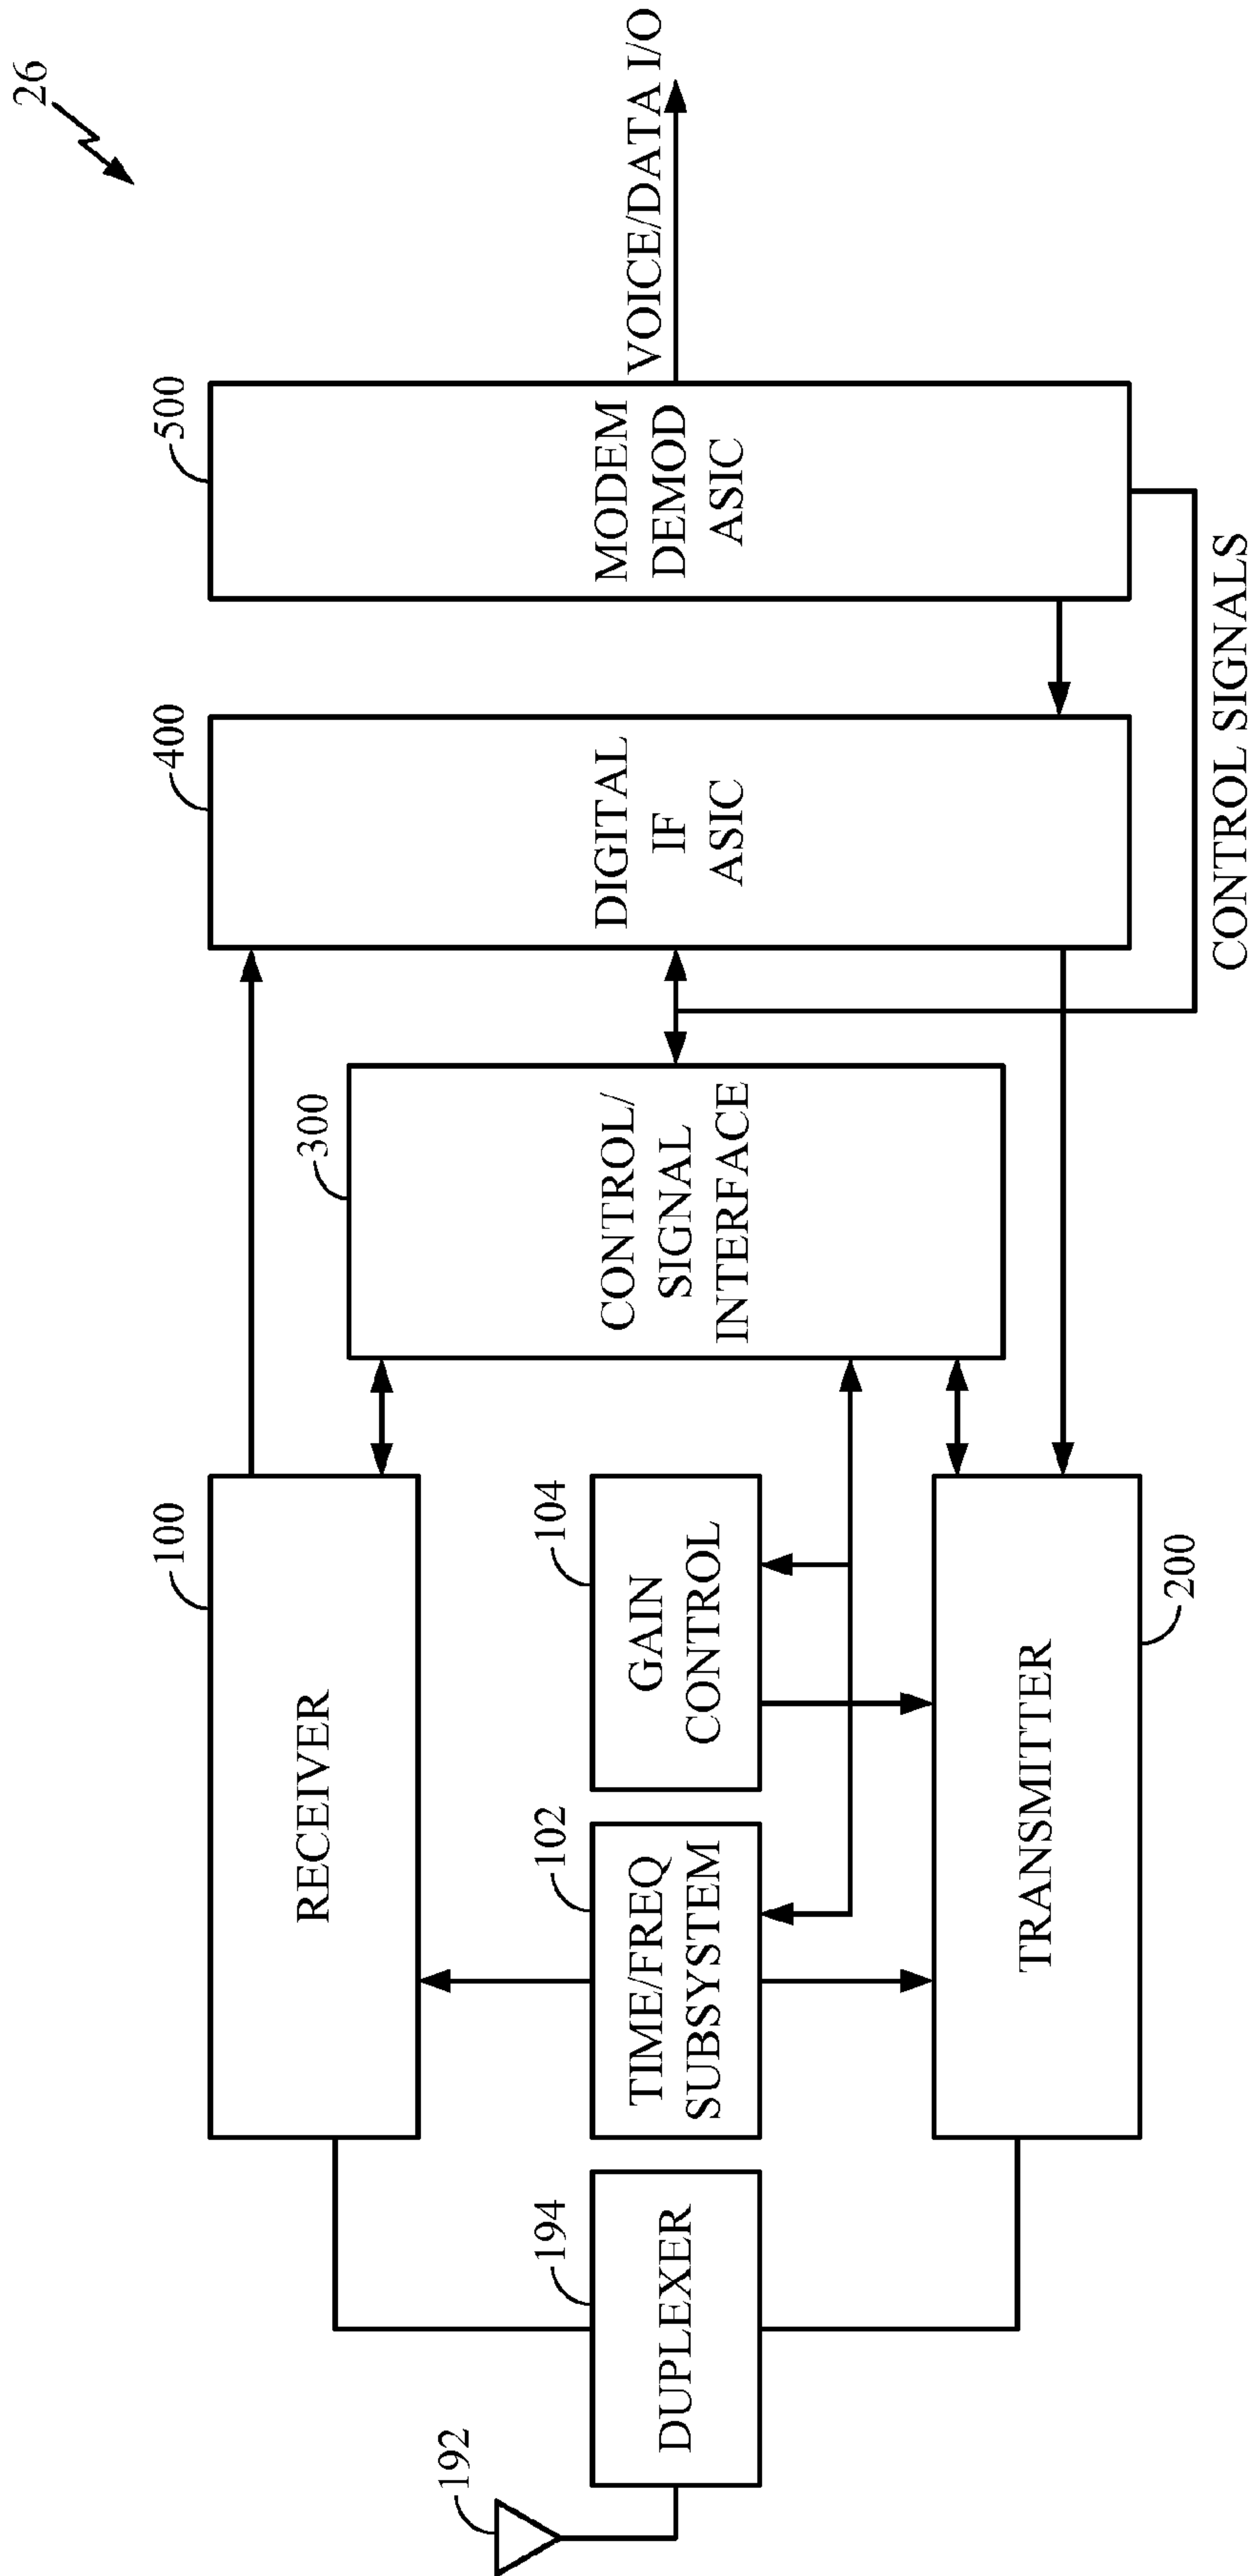 26
192
194
DUPLEXER
100
RECEIVER
102
TIME/FREQ
SUBSYSTEM
104
GAIN
CONTROL
TRANSMITTER
200
300
CONTROL/
SIGNAL
INTERFACE
400
DIGITAL
IF
ASIC
500
MODEM
DEMOD
ASIC
VOICE/DATA I/O
CONTROL SIGNALS